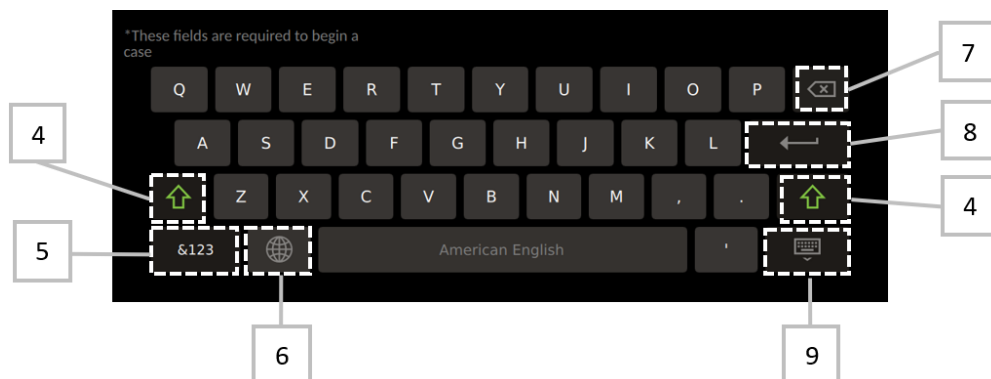 *These fields are required to begin a
case
7
Q W E R T Y U I O P
4
A S D F G H J K L
8
Z X C V B N M , .
4
5
&123
American English
'
6
9